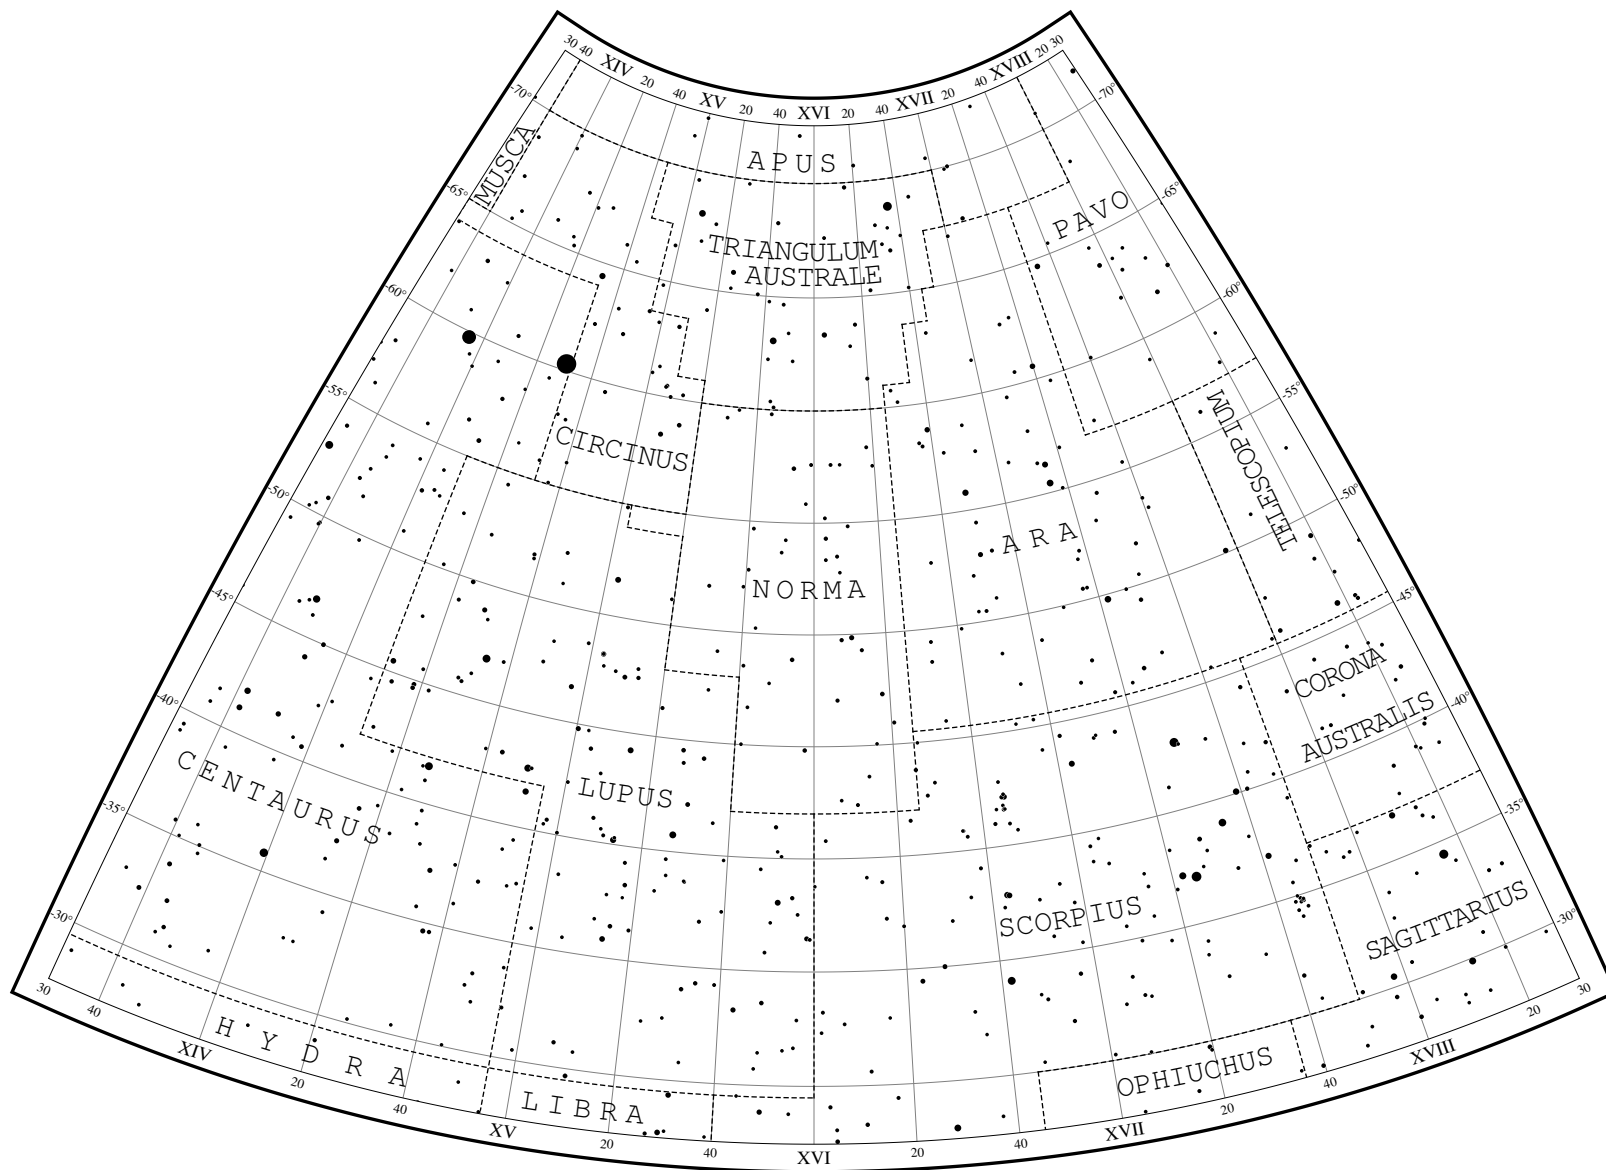 30 40 XIV 20 40 XV 20 40 XVI 20 40 XVII 20 40 XVIII 20 30
-70° -70°
MUSCA
APUS
-65° -65°
PAVO
TRIANGULUM
AUSTRALE
-60° -60°
-55° -55°
TELESCOPIUM
CIRCINUS
-50° -50°
ARA
NORMA
-45° -45°
CORONA
AUSTRALIS
-40° -40°
CENTAURUS
LUPUS
-35° -35°
SCORPIUS
SAGITTARIUS
-30° -30°
HYDRA
OPHIUCHUS
LIBRA
30 40 XIV 20 40 XV 20 40 XVI 20 40 XVII 20 40 XVIII 20 30